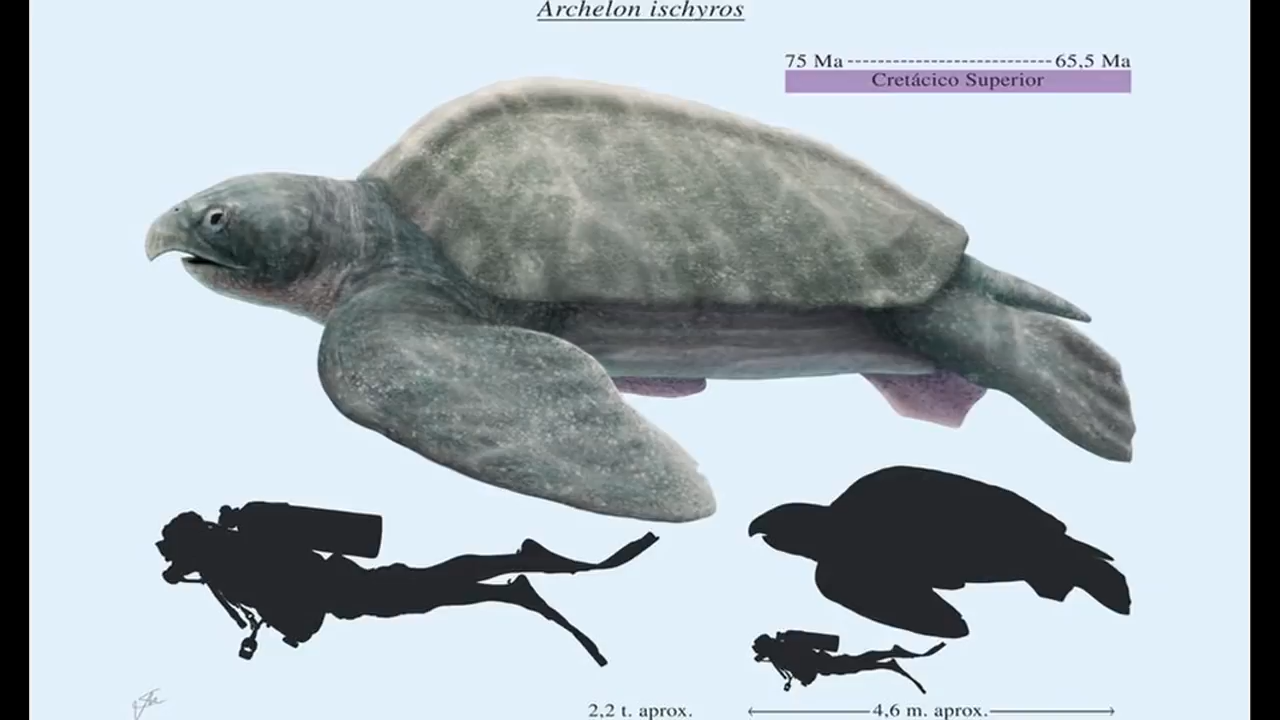 Archelon ischyros
75 Ma --------------------------- 65,5 Ma
Cretácico Superior
2,2 t. aprox.
4,6 m. aprox.